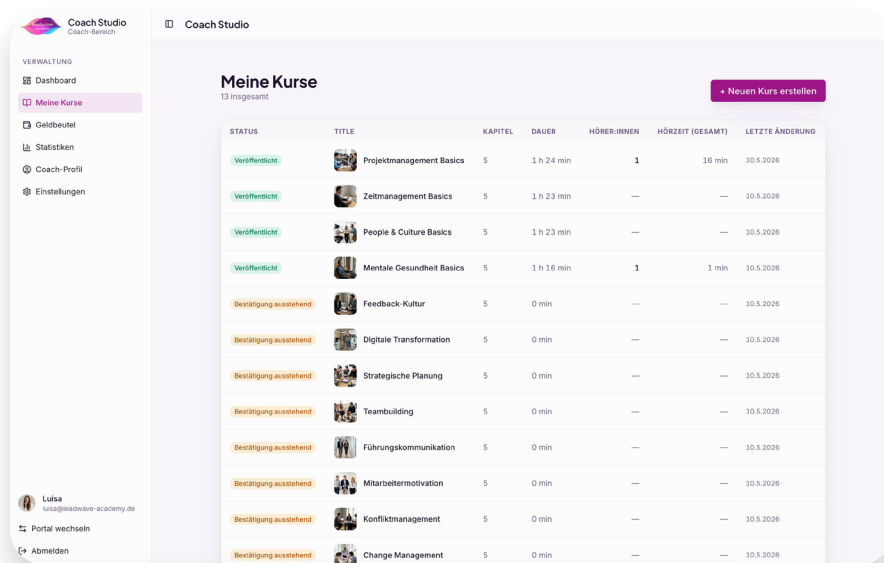 Coach Studio
Coach-Bereich
Coach Studio
VERWALTUNG
Dashboard
Meine Kurse
Geldbeutel
Statistiken
Coach-Profil
Einstellungen
Luisa
luisa@leadwave-academy.de
Portal wechseln
Abmelden
Meine Kurse
13 insgesamt
+ Neuen Kurs erstellen
STATUS TITLE KAPITEL DAUER HÖRER:INNEN HÖRZEIT (GESAMT) LETZTE ÄNDERUNG
Veröffentlicht Projektmanagement Basics 5 1 h 24 min 1 16 min 10.5.2026
Veröffentlicht Zeitmanagement Basics 5 1 h 23 min — — 10.5.2026
Veröffentlicht People & Culture Basics 5 1 h 23 min — — 10.5.2026
Veröffentlicht Mentale Gesundheit Basics 5 1 h 16 min 1 1 min 10.5.2026
Bestätigung ausstehend Feedback-Kultur 5 0 min — — 10.5.2026
Bestätigung ausstehend Digitale Transformation 5 0 min — — 10.5.2026
Bestätigung ausstehend Strategische Planung 5 0 min — — 10.5.2026
Bestätigung ausstehend Teambuilding 5 0 min — — 10.5.2026
Bestätigung ausstehend Führungskommunikation 5 0 min — — 10.5.2026
Bestätigung ausstehend Mitarbeitermotivation 5 0 min — — 10.5.2026
Bestätigung ausstehend Konfliktmanagement 5 0 min — — 10.5.2026
Bestätigung ausstehend Change Management 5 0 min — — 10.5.2026